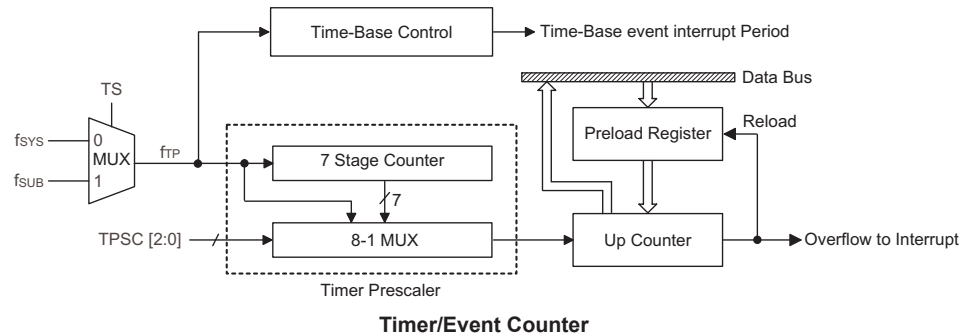 Time-Base Control
Time-Base event interrupt Period
TS
Data Bus
fSYS
0
MUX
fTP
Preload Register
Reload
7 Stage Counter
fSUB
1
7
TPSC [2:0]
8-1 MUX
Up Counter
Overflow to Interrupt
Timer Prescaler
Timer/Event Counter